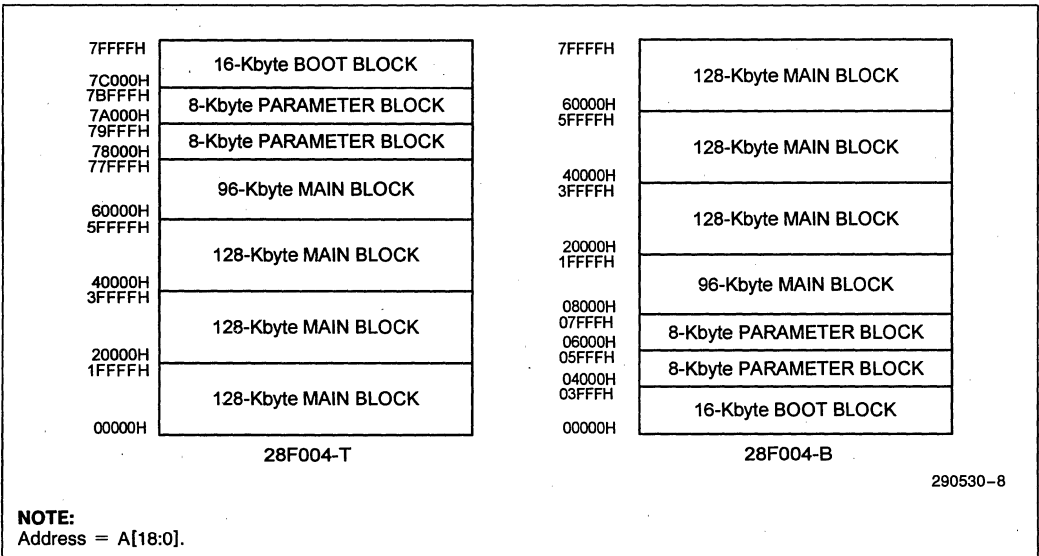 7FFFFH
16-Kbyte BOOT BLOCK
7C000H
7BFFFH
8-Kbyte PARAMETER BLOCK
7A000H
79FFFH
8-Kbyte PARAMETER BLOCK
78000H
77FFFH
96-Kbyte MAIN BLOCK
60000H
5FFFFH
128-Kbyte MAIN BLOCK
40000H
3FFFFH
128-Kbyte MAIN BLOCK
20000H
1FFFFH
128-Kbyte MAIN BLOCK
00000H
28F004-T
7FFFFH
128-Kbyte MAIN BLOCK
60000H
5FFFFH
128-Kbyte MAIN BLOCK
40000H
3FFFFH
128-Kbyte MAIN BLOCK
20000H
1FFFFH
96-Kbyte MAIN BLOCK
08000H
07FFFH
8-Kbyte PARAMETER BLOCK
06000H
05FFFH
8-Kbyte PARAMETER BLOCK
04000H
03FFFH
16-Kbyte BOOT BLOCK
00000H
28F004-B
290530-8
NOTE:
Address = A[18:0].